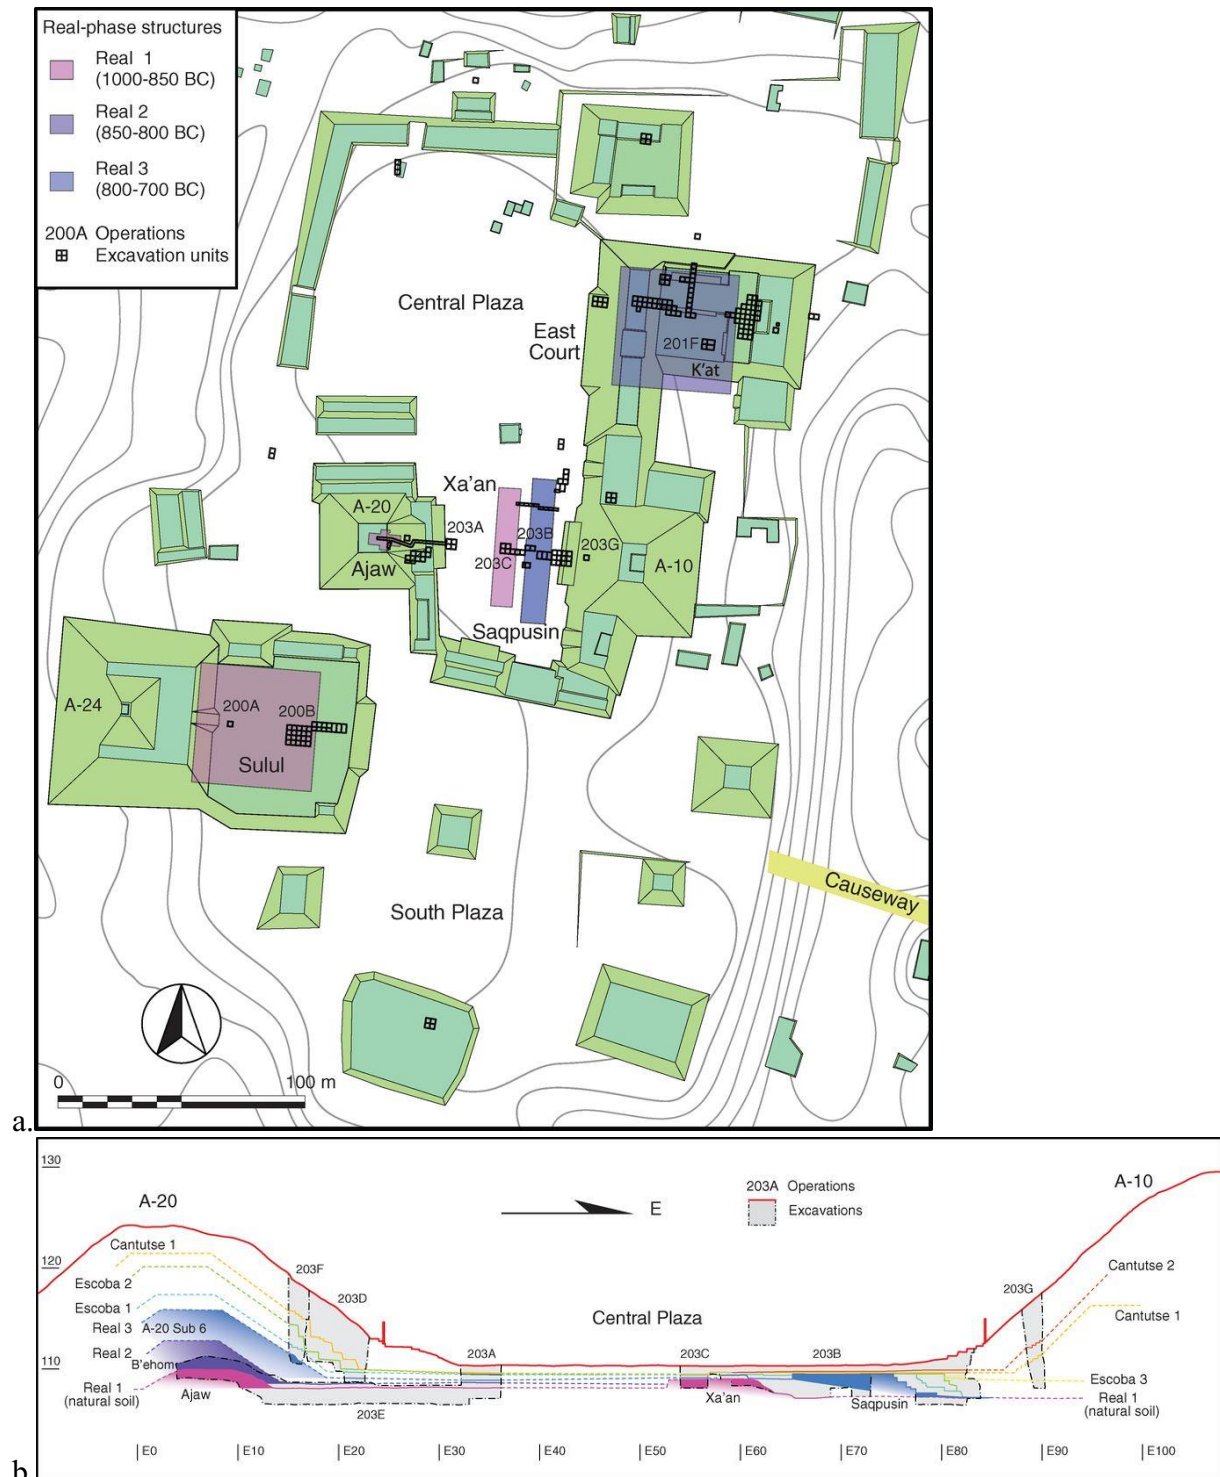 Real-phase structures
Real 1
(1000-850 BC)
Real 2
(850-800 BC)
Real 3
(800-700 BC)
200A Operations
Excavation units
Central Plaza
East
Court
201F
K'at
Xa'an
A-20
203A
203B
203G
203C
Ajaw
A-10
Saqpusin
A-24
200A
200B
Sulul
Causeway
South Plaza
0
100 m
a.
130
A-20
203A Operations
A-10
E
Excavations
Cantutse 1
120
203F
Cantutse 2
Escoba 2
203D
203G
Escoba 1
Central Plaza
Cantutse 1
Real 3
A-20 Sub 6
Real 2
203A
203C
203B
110
B'ehom
Escoba 3
Real 1
(natural soil)
Ajaw
Xa'an
Saqpusin
Real 1
(natural soil)
203E
E0
E10
E20
E30
E40
E50
E60
E70
E80
E90
E100
b